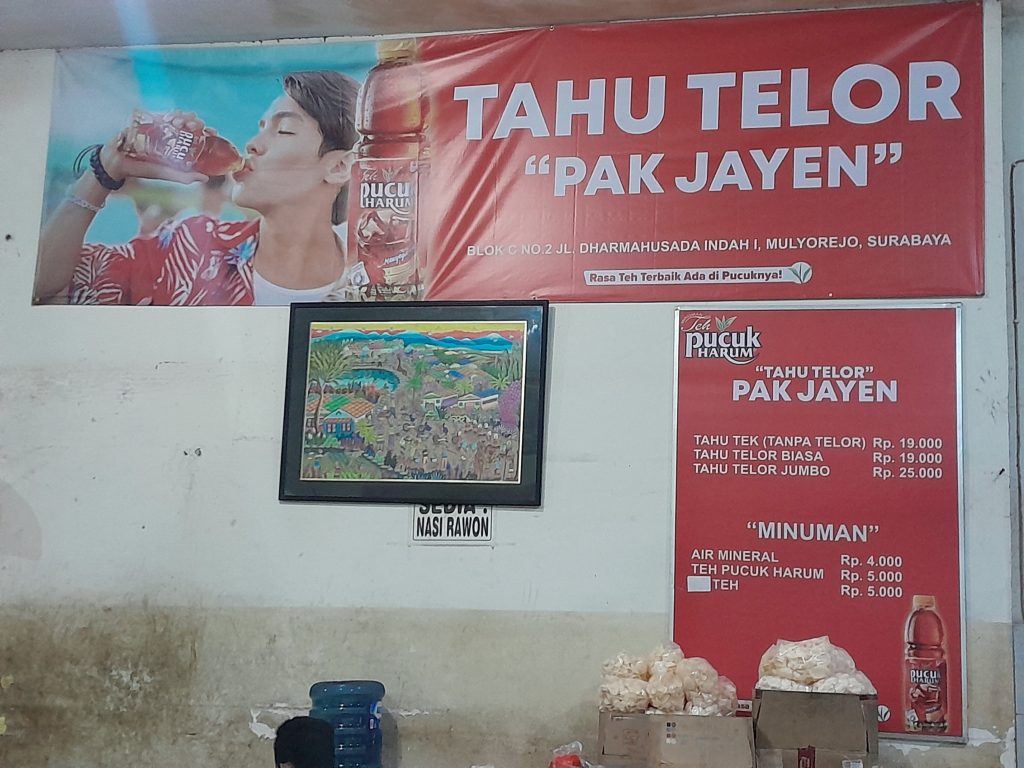 TAHU TELOR
“PAK JAYEN”
BLOK C NO.2 JL. DHARMAHUSADA INDAH I, MULYOREJO, SURABAYA
Rasa Teh Terbaik Ada di Pucuknya!
PUCUK
HARUM
Teh
PUCUK
HARUM
SEDIA :
NASI RAWON
Teh
PUCUK
HARUM
“TAHU TELOR”
PAK JAYEN
TAHU TEK (TANPA TELOR) Rp. 19.000
TAHU TELOR BIASA Rp. 19.000
TAHU TELOR JUMBO Rp. 25.000
“MINUMAN”
AIR MINERAL Rp. 4.000
TEH PUCUK HARUM Rp. 5.000
TEH Rp. 5.000
PUCUK
HARUM